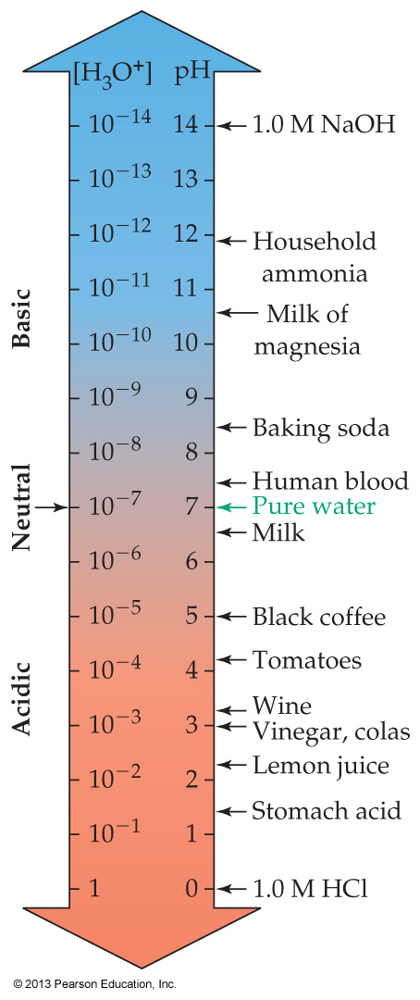 [H₃O⁺] pH
10⁻¹⁴ 14 1.0 M NaOH
10⁻¹³ 13
10⁻¹² 12 Household
ammonia
10⁻¹¹ 11
Milk of
magnesia
10⁻¹⁰ 10
Basic
10⁻⁹ 9
Baking soda
10⁻⁸ 8
Human blood
Neutral
10⁻⁷ 7 Pure water
Milk
10⁻⁶ 6
10⁻⁵ 5 Black coffee
Tomatoes
10⁻⁴ 4
Acidic
Wine
10⁻³ 3 Vinegar, colas
Lemon juice
10⁻² 2
Stomach acid
10⁻¹ 1
1 0 1.0 M HCl
© 2013 Pearson Education, Inc.